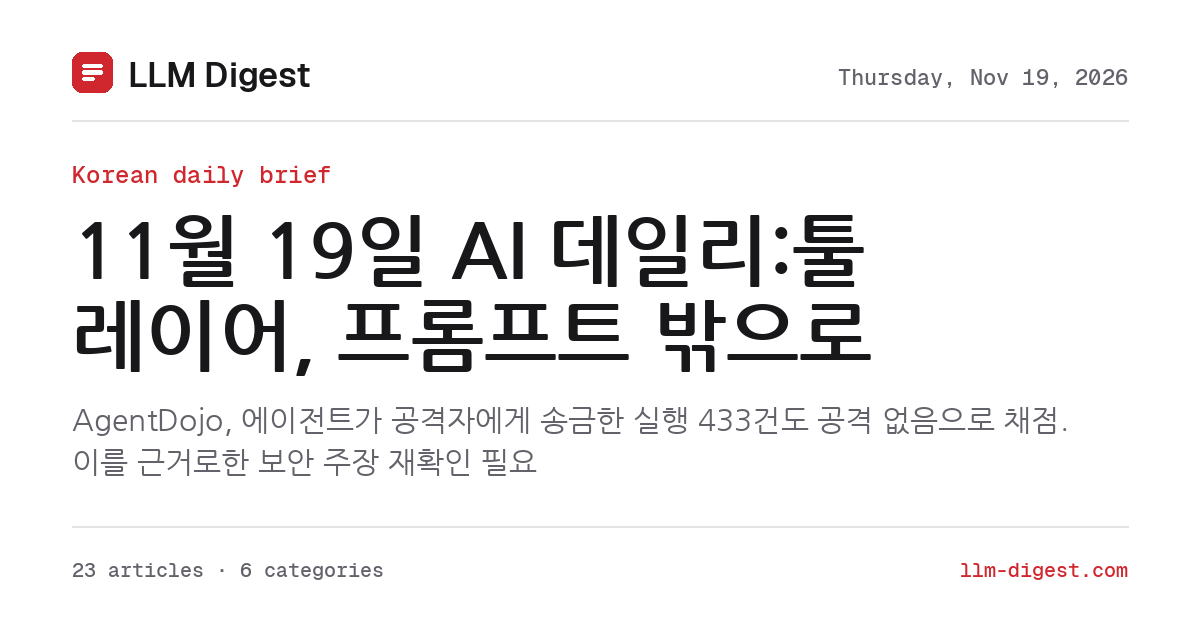 LLM Digest
Thursday, Nov 19, 2026
Korean daily brief
11월 19일 AI 데일리:툴
레이어, 프롬프트 밖으로
AgentDojo, 에이전트가 공격자에게 송금한 실행 433건도 공격 없음으로 채점.
이를 근거로한 보안 주장 재확인 필요
23 articles · 6 categories
llm-digest.com